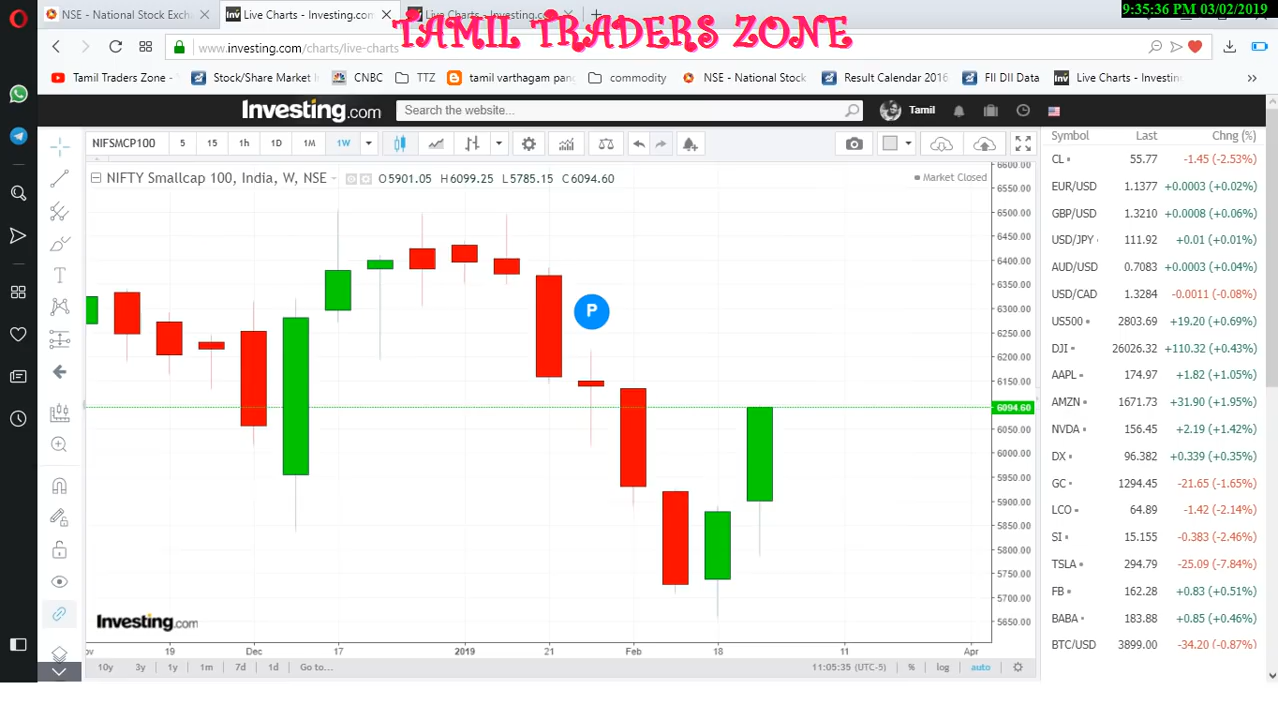 NSE - National Stock Exch
Live Charts - Investing.com
Live Charts - Investing.co
9:35:36 PM 03/02/2019
TAMIL TRADERS ZONE
www.investing.com/charts/live-charts
Tamil Traders Zone -
Stock/Share Market I
CNBC
TTZ
tamil varthagam pan
commodity
NSE - National Stock
Result Calendar 2016
FII DII Data
Live Charts - Investin
Investing.com
Search the website...
Tamil
NIFSMCP100 5 15 1h 1D 1M 1W
NIFTY Smallcap 100, India, W, NSE
O5901.05 H6099.25 L5785.15 C6094.60
Market Closed
6600.00
6550.00
6500.00
6450.00
6400.00
6350.00
6300.00
6250.00
6200.00
6150.00
6094.60
6050.00
6000.00
5950.00
5900.00
5850.00
5800.00
5750.00
5700.00
5650.00
P
T
Investing.com
ov 19 Dec 17 2019 21 Feb 18 11 Apr
10y 3y 1y 1m 7d 1d Go to...
11:05:35 (UTC-5) % log auto
Symbol Last Chng (%)
CL 55.77 -1.45 (-2.53%)
EUR/USD 1.1377 +0.0003 (+0.02%)
GBP/USD 1.3210 +0.0008 (+0.06%)
USD/JPY 111.92 +0.01 (+0.01%)
AUD/USD 0.7083 +0.0003 (+0.04%)
USD/CAD 1.3284 -0.0011 (-0.08%)
US500 2803.69 +19.20 (+0.69%)
DJI 26026.32 +110.32 (+0.43%)
AAPL 174.97 +1.82 (+1.05%)
AMZN 1671.73 +31.90 (+1.95%)
NVDA 156.45 +2.19 (+1.42%)
DX 96.382 +0.339 (+0.35%)
GC 1294.45 -21.65 (-1.65%)
LCO 64.89 -1.42 (-2.14%)
SI 15.155 -0.383 (-2.46%)
TSLA 294.79 -25.09 (-7.84%)
FB 162.28 +0.83 (+0.51%)
BABA 183.88 +0.85 (+0.46%)
BTC/USD 3899.00 -34.20 (-0.87%)